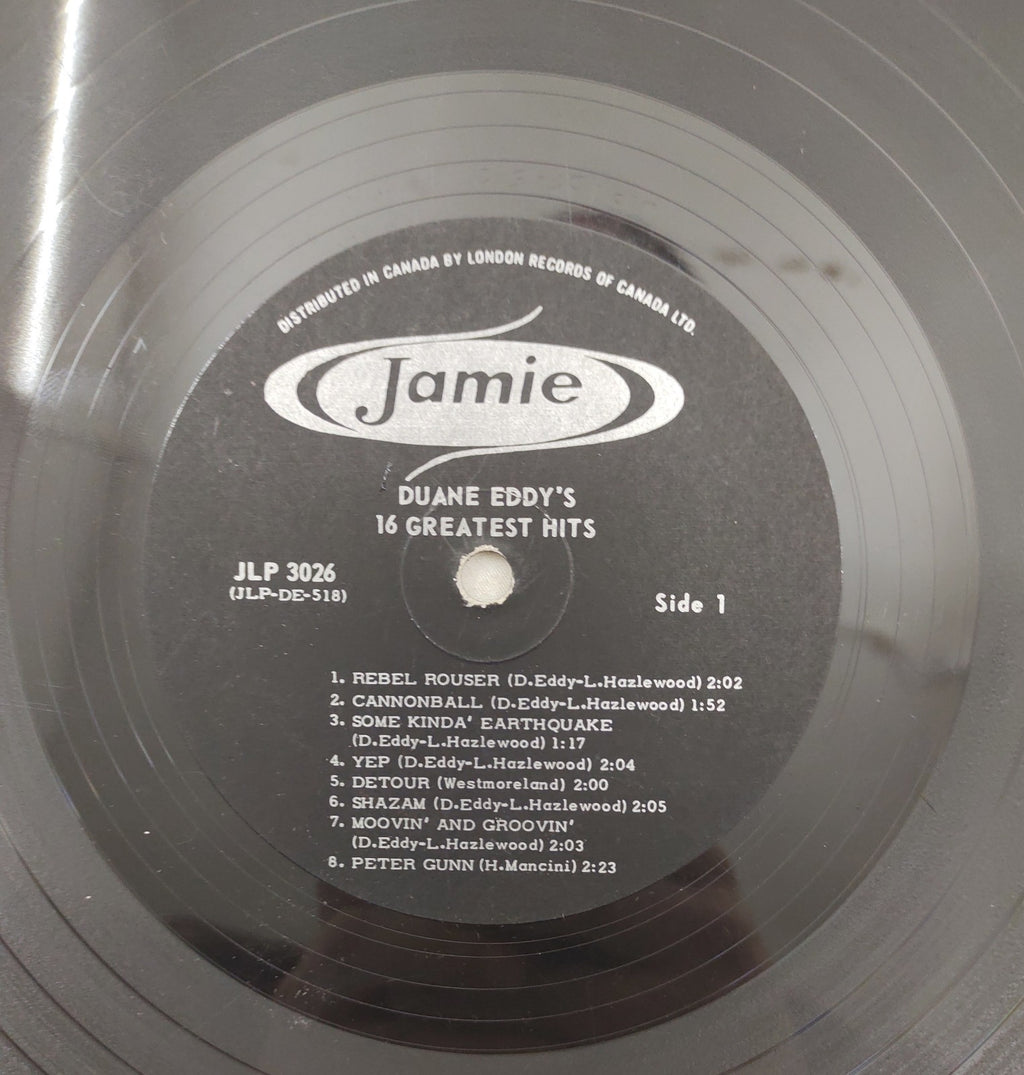 DISTRIBUTED IN CANADA BY LONDON RECORDS OF CANADA LTD.
Jamie
DUANE EDDY'S
16 GREATEST HITS
JLP 3026
(JLP-DE-518)
Side 1
1. REBEL ROUSER (D.Eddy-L.Hazlewood) 2:02
2. CANNONBALL (D.Eddy-L.Hazlewood) 1:52
3. SOME KINDA' EARTHQUAKE
(D.Eddy-L.Hazlewood) 1:17
4. YEP (D.Eddy-L.Hazlewood) 2:04
5. DETOUR (Westmoreland) 2:00
6. SHAZAM (D.Eddy-L.Hazlewood) 2:05
7. MOOVIN' AND GROOVIN'
(D.Eddy-L.Hazlewood) 2:03
8. PETER GUNN (H.Mancini) 2:23